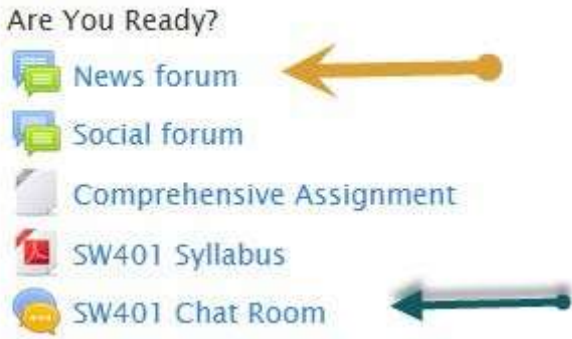 Are You Ready?
News forum
Social forum
Comprehensive Assignment
SW401 Syllabus
SW401 Chat Room